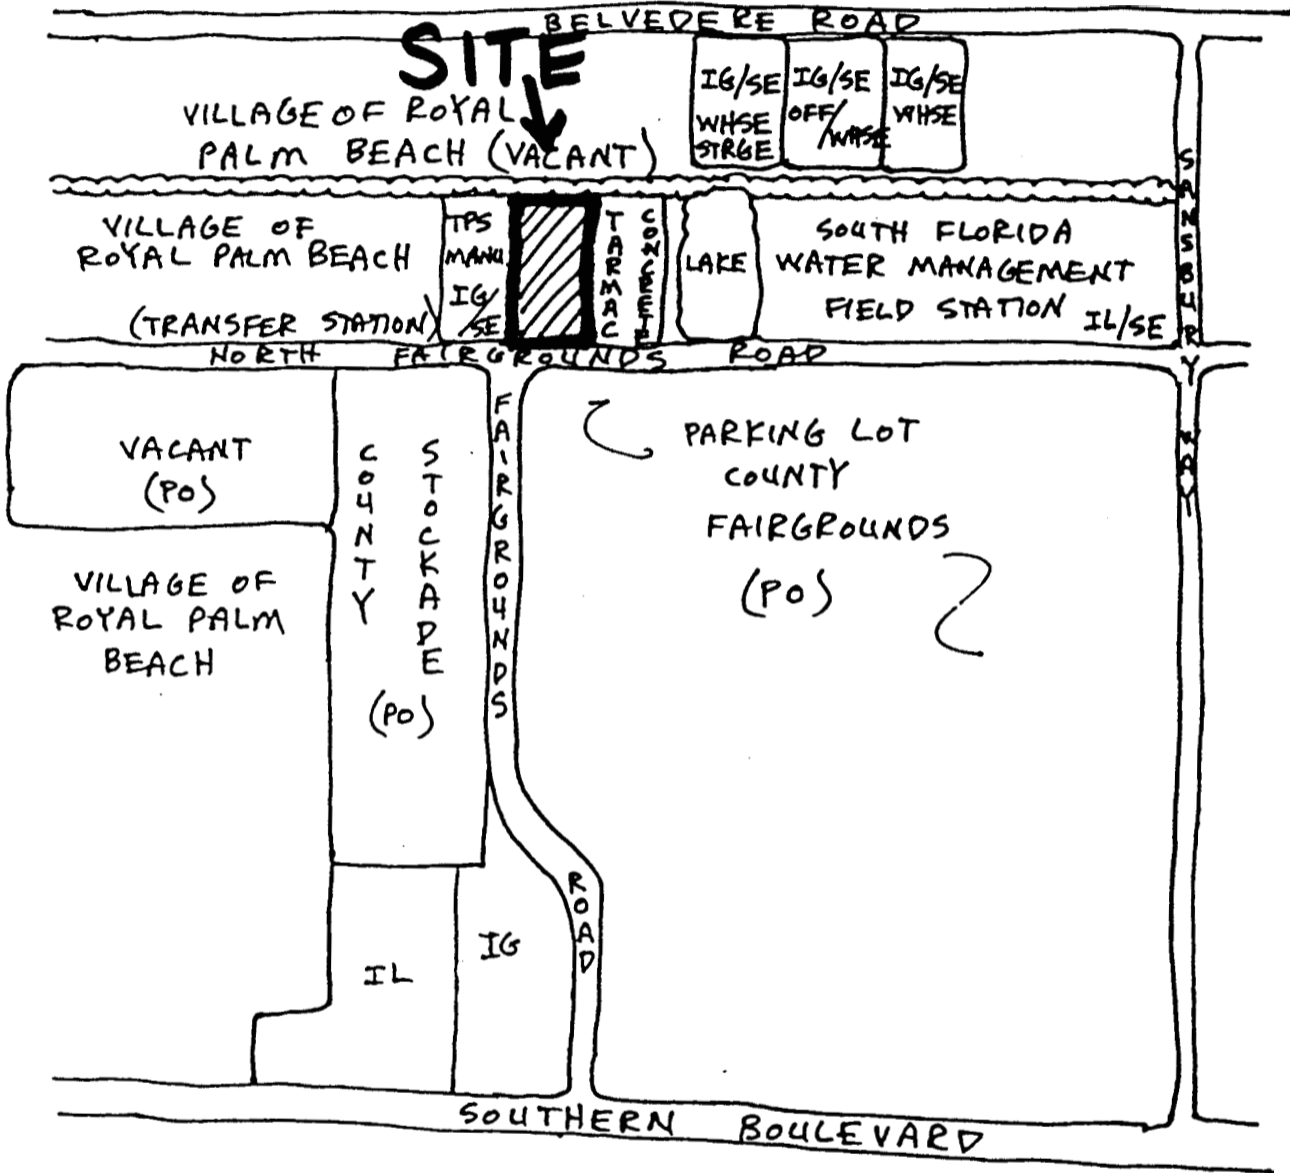 BELVEDERE ROAD
SITE
VILLAGE OF ROYAL
PALM BEACH (VACANT)
IG/SE
WHSE
STRGE
IG/SE
OFF/
WHSE
IG/SE
WHSE
SANSBURY WAY
VILLAGE OF
ROYAL PALM BEACH
(TRANSFER STATION)
TPS
MANU
IG/
SE
TARMAC
CONCRETE
LAKE
SOUTH FLORIDA
WATER MANAGEMENT
FIELD STATION
IL/SE
NORTH FAIRGROUNDS ROAD
VACANT
(PO)
COUNTY
STOCKADE
(PO)
FAIRGROUNDS
ROAD
PARKING LOT
COUNTY
FAIRGROUNDS
(PO)
VILLAGE OF
ROYAL PALM
BEACH
IL
IG
SOUTHERN BOULEVARD